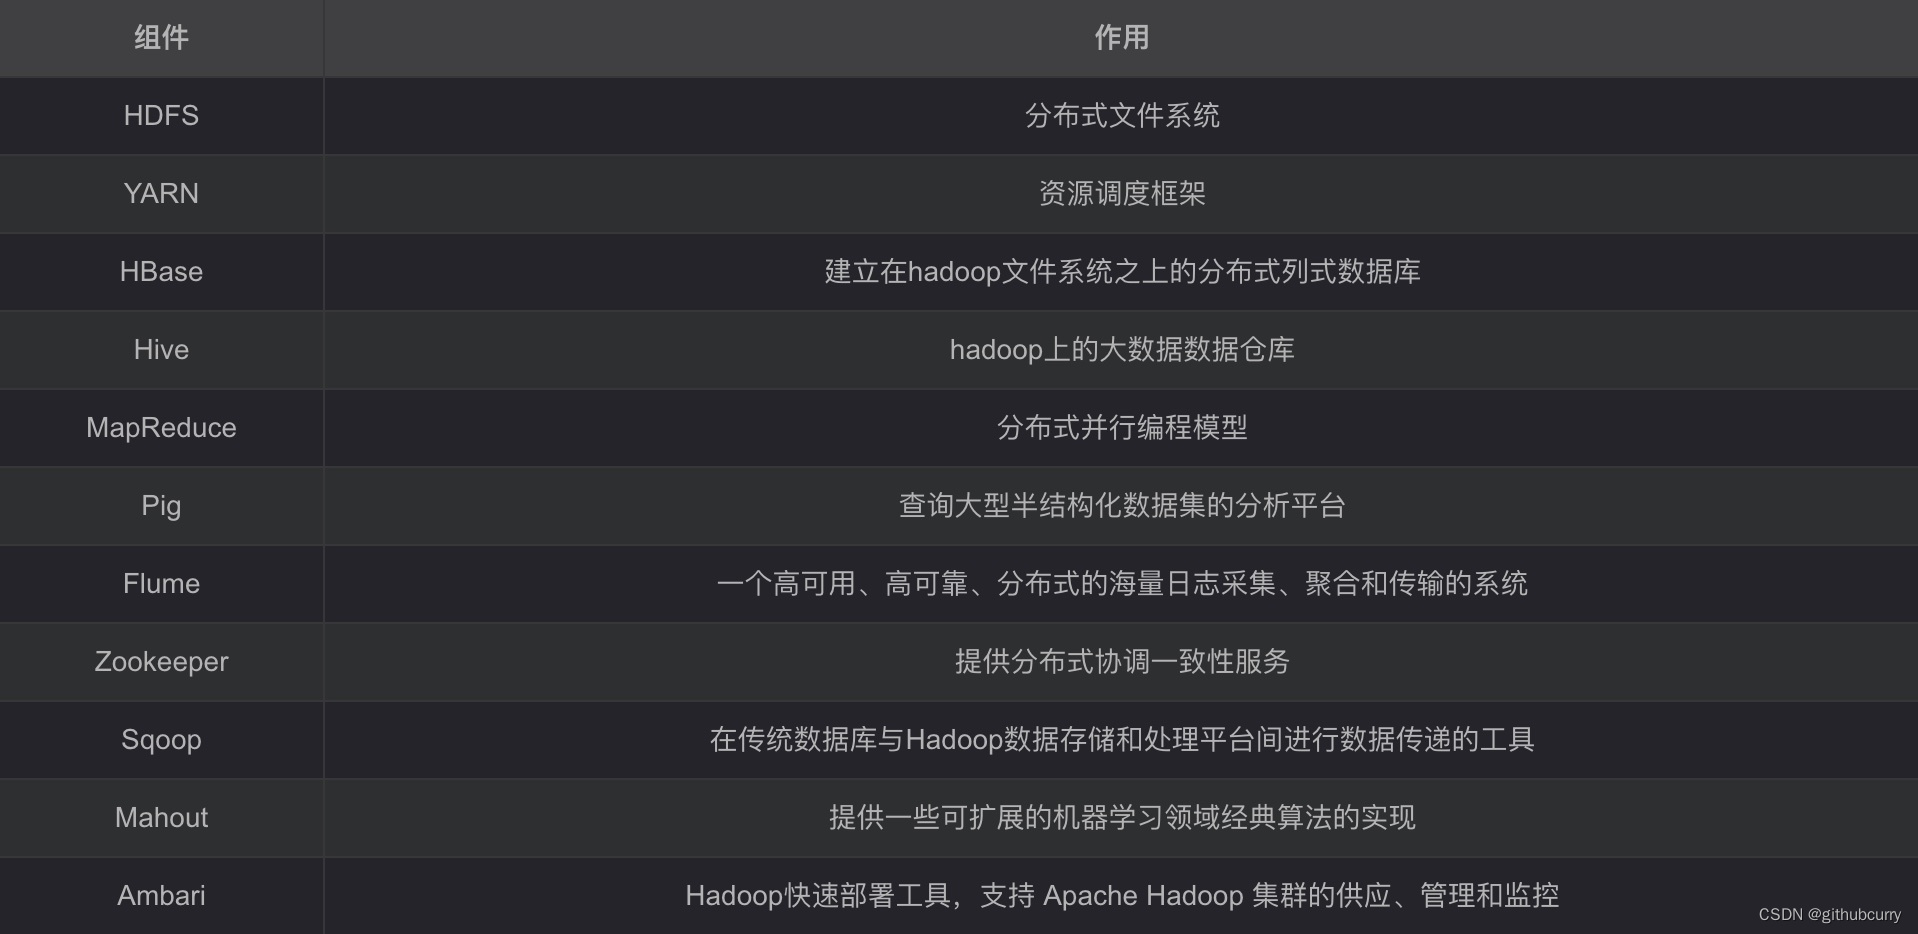 组件 作用
HDFS 分布式文件系统
YARN 资源调度框架
HBase 建立在hadoop文件系统之上的分布式列式数据库
Hive hadoop上的大数据数据仓库
MapReduce 分布式并行编程模型
Pig 查询大型半结构化数据集的分析平台
Flume 一个高可用、高可靠、分布式的海量日志采集、聚合和传输的系统
Zookeeper 提供分布式协调一致性服务
Sqoop 在传统数据库与Hadoop数据存储和处理平台间进行数据传递的工具
Mahout 提供一些可扩展的机器学习领域经典算法的实现
Ambari Hadoop快速部署工具，支持 Apache Hadoop 集群的供应、管理和监控
CSDN @githubcurry